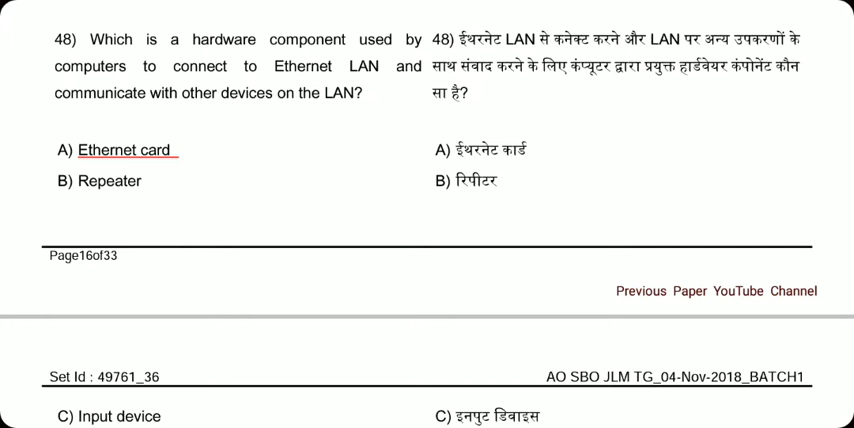 48) Which is a hardware component used by
computers to connect to Ethernet LAN and
communicate with other devices on the LAN?
48) ईथरनेट LAN से कनेक्ट करने और LAN पर अन्य उपकरणों के
साथ संवाद करने के लिए कंप्यूटर द्वारा प्रयुक्त हार्डवेयर कंपोनेंट कौन
सा है?
A) Ethernet card
A) ईथरनेट कार्ड
B) Repeater
B) रिपीटर
Page16of33
Previous Paper YouTube Channel
Set Id : 49761_36
AO SBO JLM TG_04-Nov-2018_BATCH1
C) Input device
C) इनपुट डिवाइस